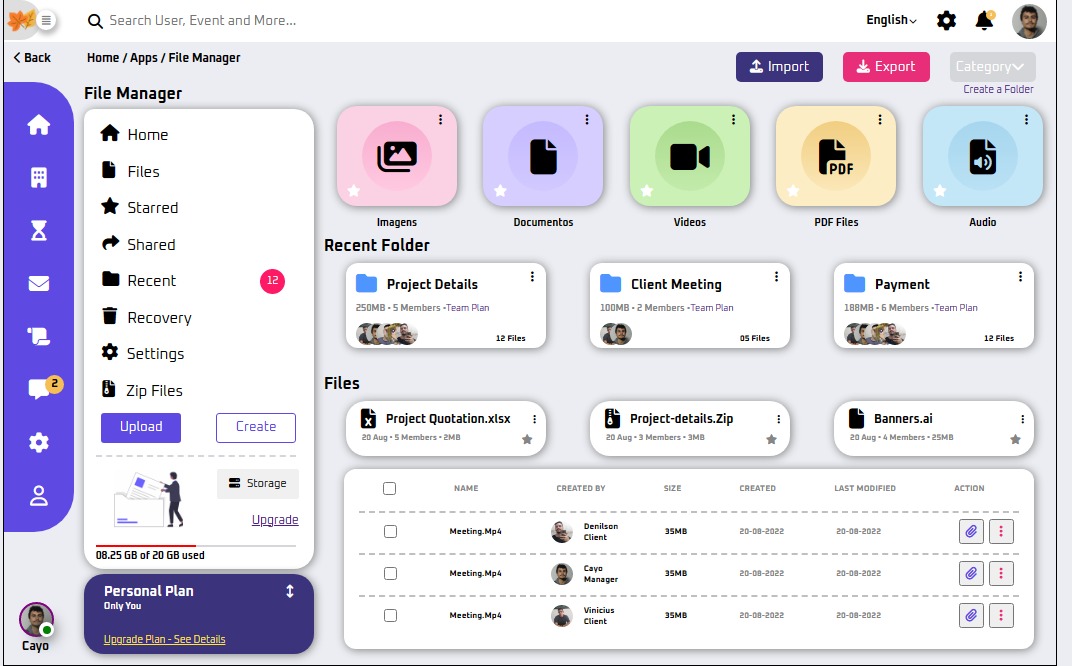 Search User, Event and More...
English
Back
Home / Apps / File Manager
Import
Export
Category
Create a Folder
File Manager
Home
Files
Starred
Shared
Recent
12
Recovery
Settings
Zip Files
Upload
Create
Storage
Upgrade
08.25 GB of 20 GB used
Personal Plan
Only You
Upgrade Plan - See Details
2
Cayo
PDF
Imagens
Documentos
Videos
PDF Files
Audio
Recent Folder
Project Details
250MB • 5 Members •Team Plan
12 Files
Client Meeting
100MB • 2 Members •Team Plan
05 Files
Payment
188MB • 6 Members •Team Plan
12 Files
Files
Project Quotation.xlsx
20 Aug • 5 Members • 2MB
Project-details.Zip
20 Aug • 3 Members • 3MB
Banners.ai
20 Aug • 4 Members • 25MB
NAME CREATED BY SIZE CREATED LAST MODIFIED ACTION
Meeting.Mp4 Denilson Client 35MB 20-08-2022 20-08-2022
Meeting.Mp4 Cayo Manager 35MB 20-08-2022 20-08-2022
Meeting.Mp4 Vinicius Client 35MB 20-08-2022 20-08-2022